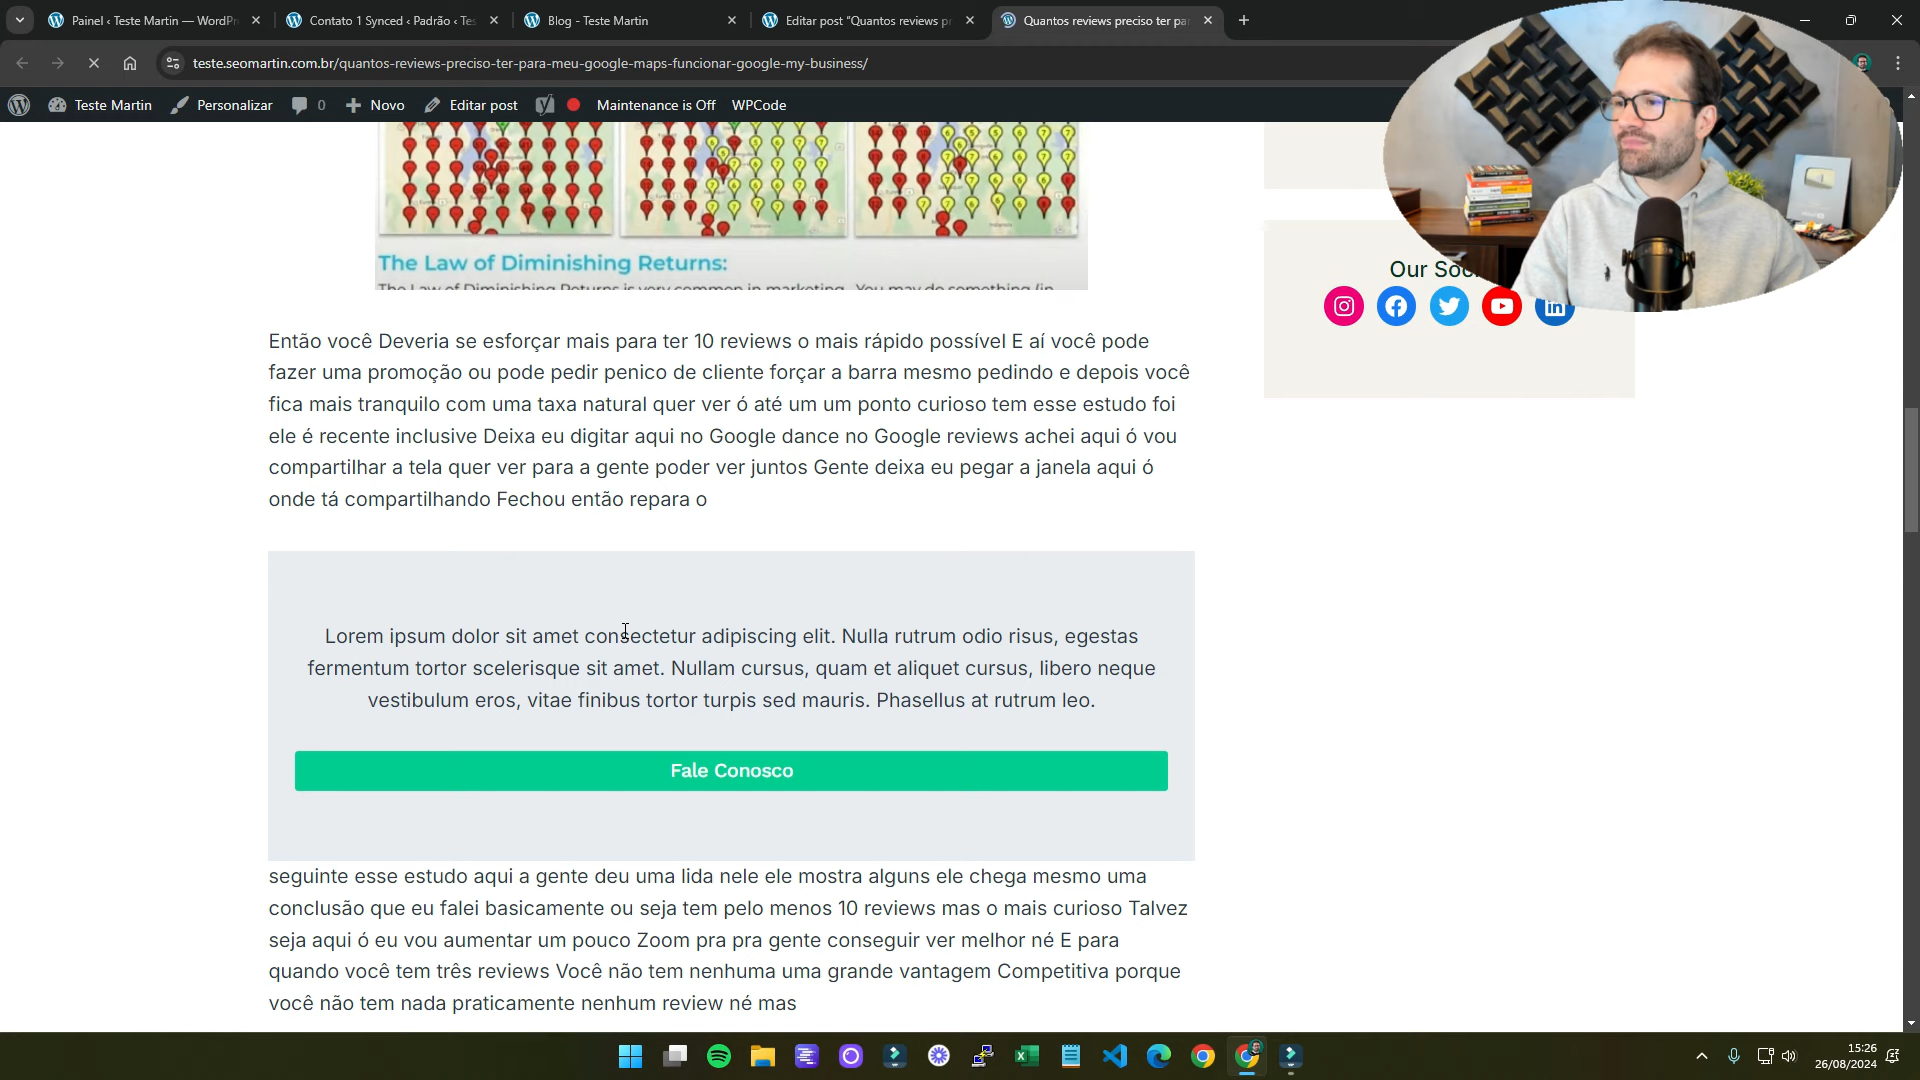 Painel ‹ Teste Martin — WordPr
Contato 1 Synced ‹ Padrão ‹ Tes
Blog - Teste Martin
Editar post "Quantos reviews pr
Quantos reviews preciso ter pa
teste.seomartin.com.br/quantos-reviews-preciso-ter-para-meu-google-maps-funcionar-google-my-business/
Teste Martin
Personalizar
0
Novo
Editar post
Maintenance is Off
WPCode
The Law of Diminishing Returns:
The Law of Diminishing Returns is very common in marketing. You may do something (in
Our Soc
Então você Deveria se esforçar mais para ter 10 reviews o mais rápido possível E aí você pode
fazer uma promoção ou pode pedir penico de cliente forçar a barra mesmo pedindo e depois você
fica mais tranquilo com uma taxa natural quer ver ó até um um ponto curioso tem esse estudo foi
ele é recente inclusive Deixa eu digitar aqui no Google dance no Google reviews achei aqui ó vou
compartilhar a tela quer ver para a gente poder ver juntos Gente deixa eu pegar a janela aqui ó
onde tá compartilhando Fechou então repara o
Lorem ipsum dolor sit amet consectetur adipiscing elit. Nulla rutrum odio risus, egestas
fermentum tortor scelerisque sit amet. Nullam cursus, quam et aliquet cursus, libero neque
vestibulum eros, vitae finibus tortor turpis sed mauris. Phasellus at rutrum leo.
Fale Conosco
seguinte esse estudo aqui a gente deu uma lida nele ele mostra alguns ele chega mesmo uma
conclusão que eu falei basicamente ou seja tem pelo menos 10 reviews mas o mais curioso Talvez
seja aqui ó eu vou aumentar um pouco Zoom pra pra gente conseguir ver melhor né E para
quando você tem três reviews Você não tem nenhuma uma grande vantagem Competitiva porque
você não tem nada praticamente nenhum review né mas
15:26
26/08/2024